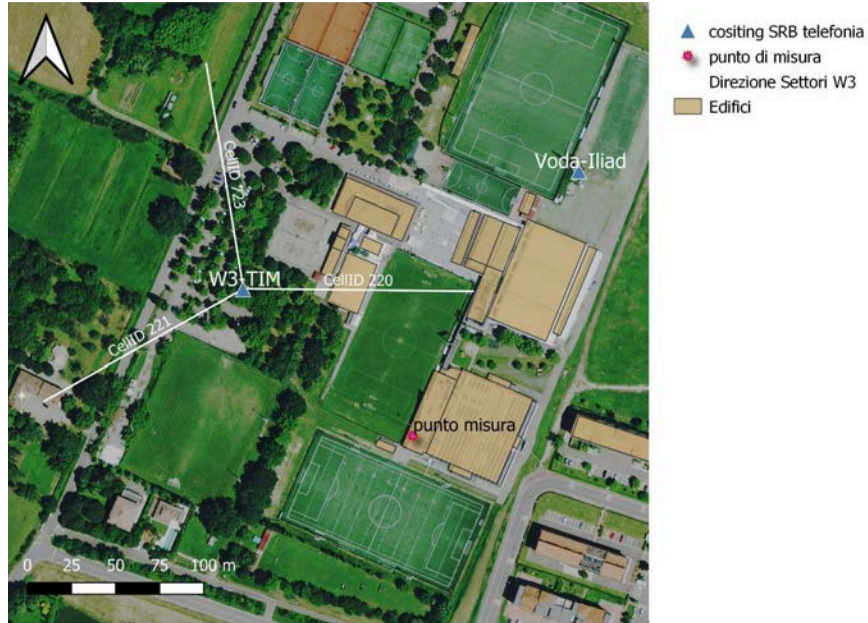 cositing SRB telefonia
punto di misura
Direzione Settori W3
Edifici
CellID 723
Voda-Iliad
W3-TIM
CellID 220
CellID 221
punto misura
0 25 50 75 100 m